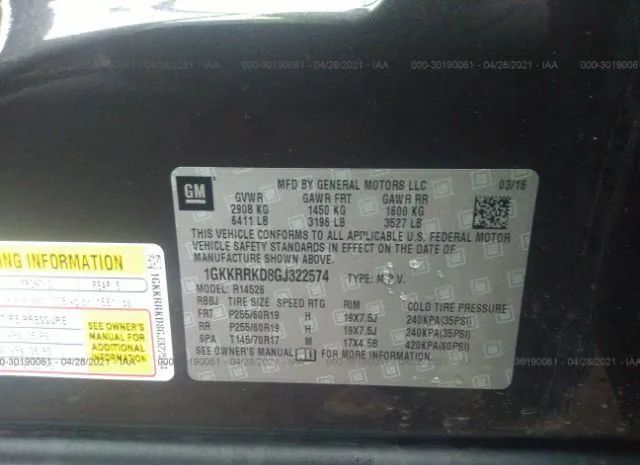 000-30190061 - 04/28/2021 - IAA
GM
MFD BY GENERAL MOTORS LLC 03/16
GVWR GAWR FRT GAWR RR
2908 KG 1450 KG 1600 KG
6411 LB 3196 LB 3527 LB
THIS VEHICLE CONFORMS TO ALL APPLICABLE U.S. FEDERAL MOTOR
VEHICLE SAFETY STANDARDS IN EFFECT ON THE DATE OF
MANUFACTURE SHOWN ABOVE.
1GKKRRKD8GJ322574 TYPE: M.P.V.
MODEL: R14526
RBBJ TIRE SIZE SPEED RTG RIM COLD TIRE PRESSURE
FRT P255/60R19 H 19X7.5J 240KPA(35PSI)
RR P255/60R19 H 19X7.5J 240KPA(35PSI)
SPA T145/70R17 M 17X4.5B 420KPA(60PSI)
SEE OWNER'S MANUAL
NG INFORMATION
FRONT REAR
E PRESSURE
SEE OWNER'S
MANUAL FOR
ADDITIONAL
INFORMATION
1GKKRRKD8GJ322574